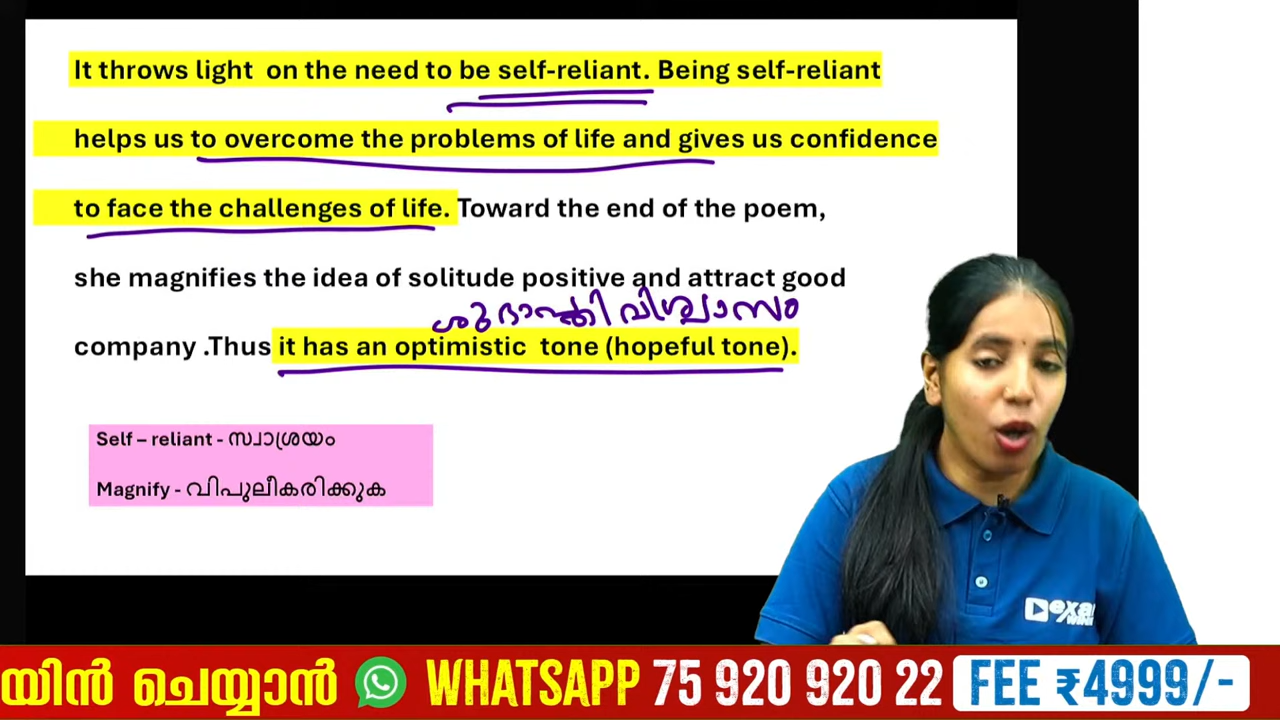 It throws light on the need to be self-reliant. Being self-reliant
helps us to overcome the problems of life and gives us confidence
to face the challenges of life. Toward the end of the poem,
she magnifies the idea of solitude positive and attract good
ശുഭാപ്തി വിശ്വാസം
company .Thus it has an optimistic tone (hopeful tone).
Self – reliant - സ്വാശ്രയം
Magnify - വിപുലീകരിക്കുക
യിൻ ചെയ്യാൻ WHATSAPP 75 920 920 22 FEE ₹4999/-